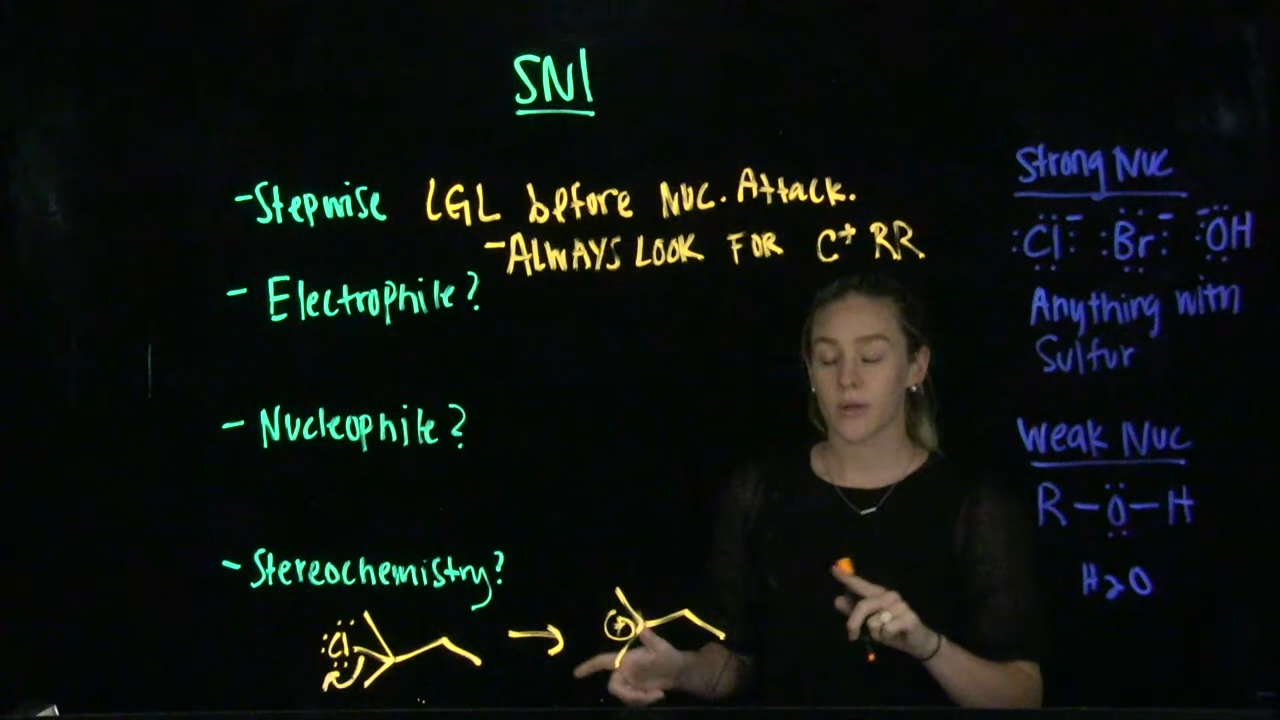 SN1
-Stepwise LGL before Nuc. Attack.
-ALWAYS LOOK FOR C+ RR
- Electrophile?
- Nucleophile?
- Stereochemistry?
:Cl →
(+)
Strong Nuc
:Cl:⁻ :Br:⁻ ⁻:OH
Anything with
Sulfur
Weak Nuc
R-O-H
H2O